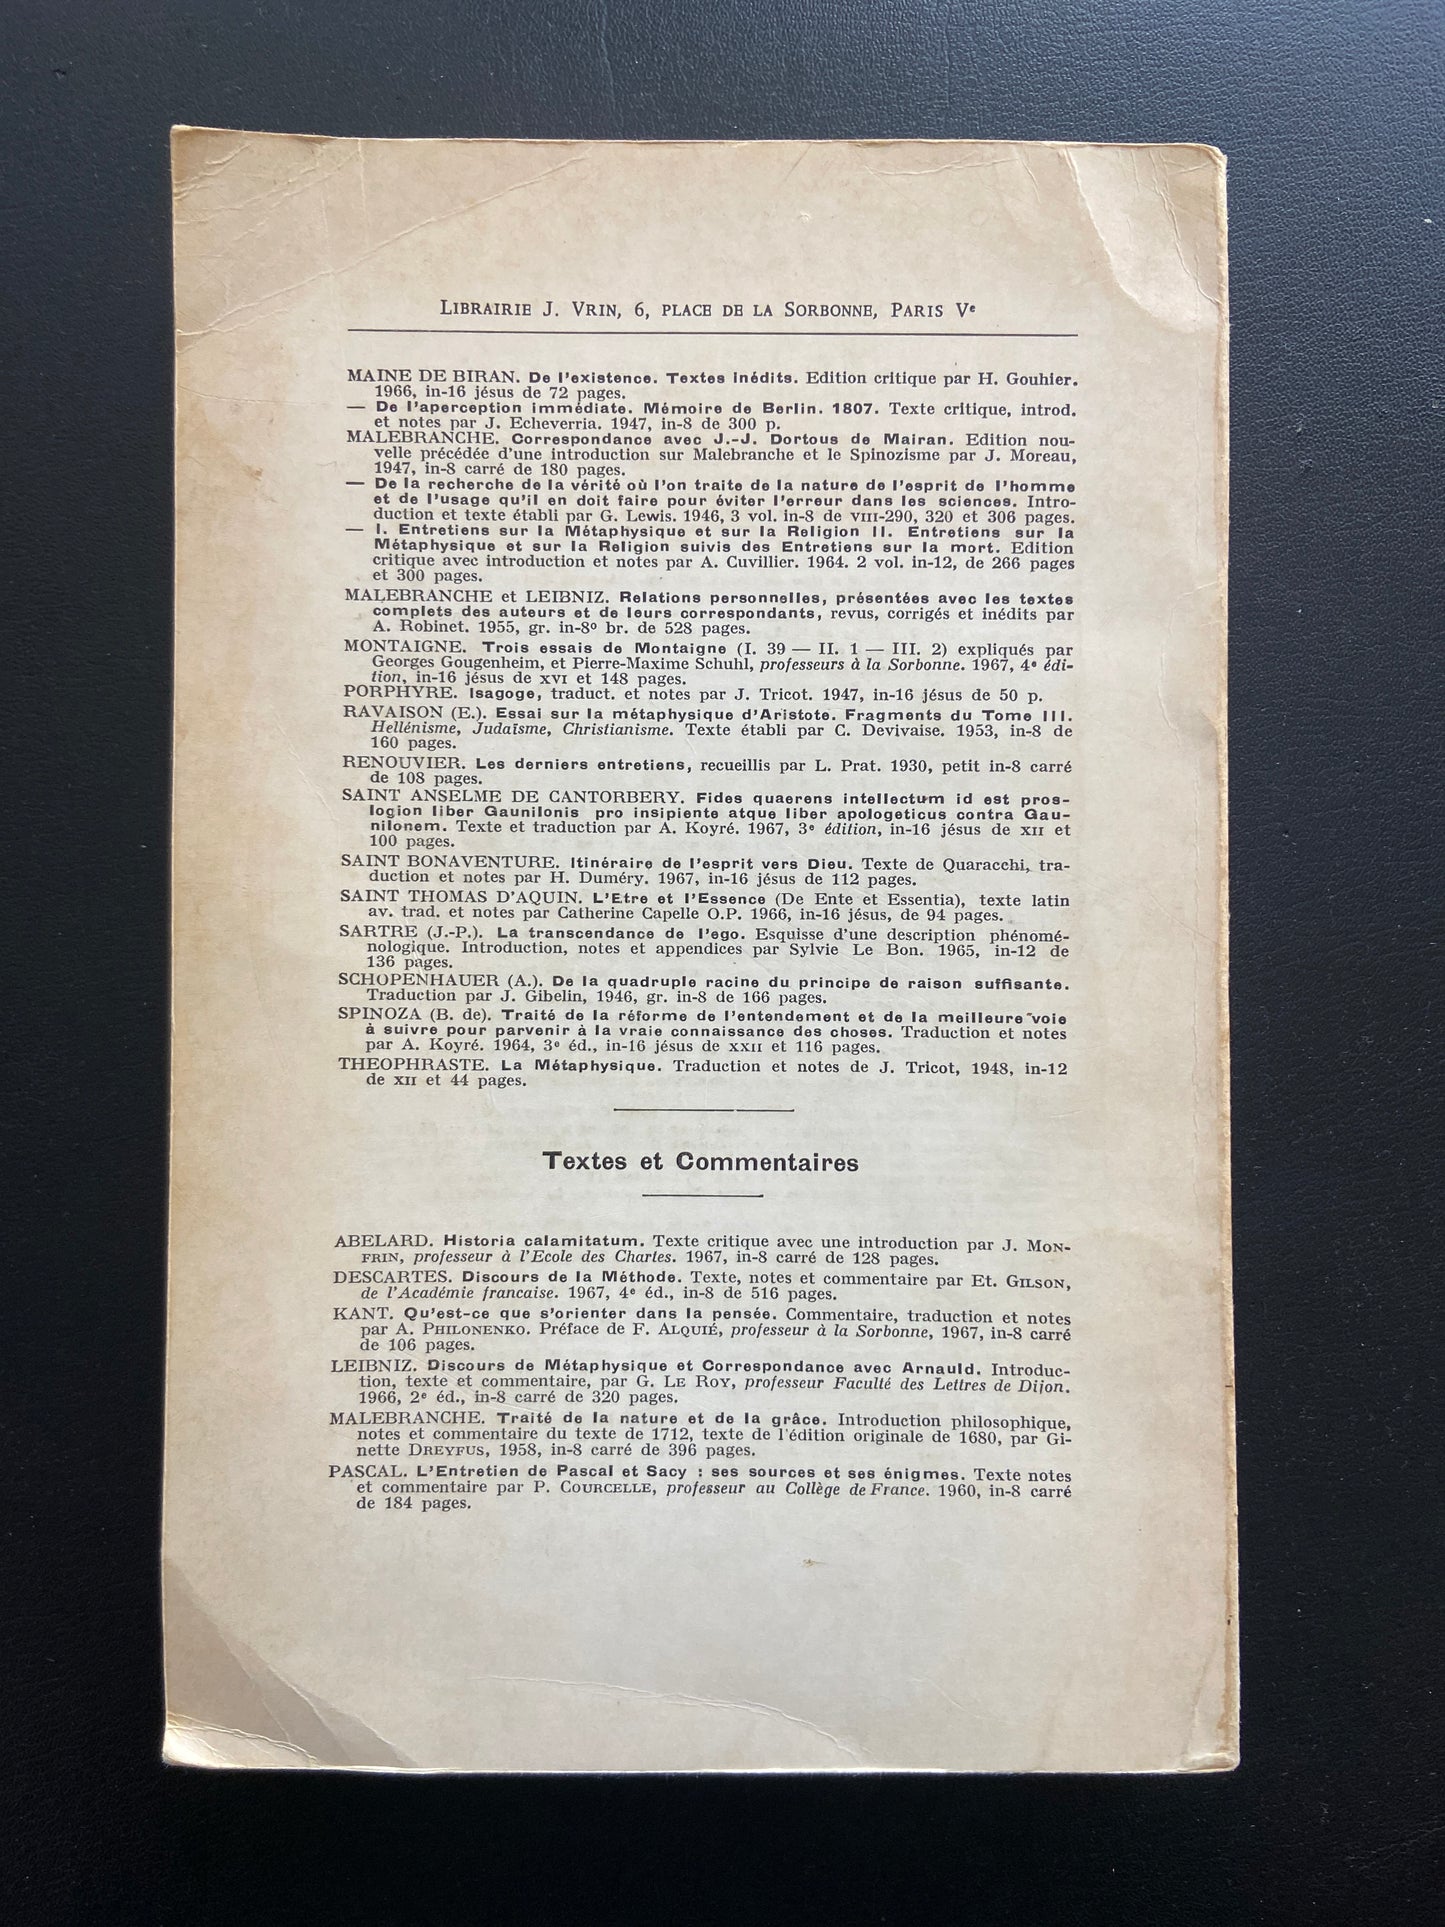 LIBRAIRIE J. VRIN, 6, PLACE DE LA SORBONNE, PARIS Vᵉ
MAINE DE BIRAN. De l'existence. Textes inédits. Edition critique par H. Gouhier.
1966, in-16 jésus de 72 pages.
— De l'aperception immédiate. Mémoire de Berlin. 1807. Texte critique, introd.
et notes par J. Echeverria. 1947, in-8 de 300 p.
MALEBRANCHE. Correspondance avec J.-J. Dortous de Mairan. Edition nou-
velle précédée d'une introduction sur Malebranche et le Spinozisme par J. Moreau,
1947, in-8 carré de 180 pages.
— De la recherche de la vérité où l'on traite de la nature de l'esprit de l'homme
et de l'usage qu'il en doit faire pour éviter l'erreur dans les sciences. Intro-
duction et texte établi par G. Lewis. 1946, 3 vol. in-8 de VIII-290, 320 et 306 pages.
— I. Entretiens sur la Métaphysique et sur la Religion II. Entretiens sur la
Métaphysique et sur la Religion suivis des Entretiens sur la mort. Edition
critique avec introduction et notes par A. Cuvillier. 1964. 2 vol. in-12, de 266 pages
et 300 pages.
MALEBRANCHE et LEIBNIZ. Relations personnelles, présentées avec les textes
complets des auteurs et de leurs correspondants, revus, corrigés et inédits par
A. Robinet. 1955, gr. in-8º br. de 528 pages.
MONTAIGNE. Trois essais de Montaigne (I. 39 — II. 1 — III. 2) expliqués par
Georges Gougenheim, et Pierre-Maxime Schuhl, professeurs à la Sorbonne. 1967, 4ᵉ édi-
tion, in-16 jésus de XVI et 148 pages.
PORPHYRE. Isagoge, traduct. et notes par J. Tricot. 1947, in-16 jésus de 50 p.
RAVAISON (E.). Essai sur la métaphysique d'Aristote. Fragments du Tome III.
Hellénisme, Judaïsme, Christianisme. Texte établi par C. Devivaise. 1953, in-8 de
160 pages.
RENOUVIER. Les derniers entretiens, recueillis par L. Prat. 1930, petit in-8 carré
de 108 pages.
SAINT ANSELME DE CANTORBERY. Fides quaerens intellectum id est pros-
logion liber Gaunilonis pro insipiente atque liber apologeticus contra Gau-
nilonem. Texte et traduction par A. Koyré. 1967, 3ᵉ édition, in-16 jésus de XII et
100 pages.
SAINT BONAVENTURE. Itinéraire de l'esprit vers Dieu. Texte de Quaracchi, tra-
duction et notes par H. Duméry. 1967, in-16 jésus de 112 pages.
SAINT THOMAS D'AQUIN. L'Etre et l'Essence (De Ente et Essentia), texte latin
av. trad. et notes par Catherine Capelle O.P. 1966, in-16 jésus, de 94 pages.
SARTRE (J.-P.). La transcendance de l'ego. Esquisse d'une description phénomé-
nologique. Introduction, notes et appendices par Sylvie Le Bon. 1965, in-12 de
136 pages.
SCHOPENHAUER (A.). De la quadruple racine du principe de raison suffisante.
Traduction par J. Gibelin, 1946, gr. in-8 de 166 pages.
SPINOZA (B. de). Traité de la réforme de l'entendement et de la meilleure voie
à suivre pour parvenir à la vraie connaissance des choses. Traduction et notes
par A. Koyré. 1964, 3ᵉ éd., in-16 jésus de XXII et 116 pages.
THEOPHRASTE. La Métaphysique. Traduction et notes de J. Tricot, 1948, in-12
de XII et 44 pages.
Textes et Commentaires
ABELARD. Historia calamitatum. Texte critique avec une introduction par J. MON-
FRIN, professeur à l'Ecole des Chartes. 1967, in-8 carré de 128 pages.
DESCARTES. Discours de la Méthode. Texte, notes et commentaire par Et. GILSON,
de l'Académie francaise. 1967, 4ᵉ éd., in-8 de 516 pages.
KANT. Qu'est-ce que s'orienter dans la pensée. Commentaire, traduction et notes
par A. PHILONENKO. Préface de F. ALQUIÉ, professeur à la Sorbonne, 1967, in-8 carré
de 106 pages.
LEIBNIZ. Discours de Métaphysique et Correspondance avec Arnauld. Introduc-
tion, texte et commentaire, par G. LE ROY, professeur Faculté des Lettres de Dijon.
1966, 2ᵉ éd., in-8 carré de 320 pages.
MALEBRANCHE. Traité de la nature et de la grâce. Introduction philosophique,
notes et commentaire du texte de 1712, texte de l'édition originale de 1680, par Gi-
nette DREYFUS, 1958, in-8 carré de 396 pages.
PASCAL. L'Entretien de Pascal et Sacy : ses sources et ses énigmes. Texte notes
et commentaire par P. COURCELLE, professeur au Collège de France. 1960, in-8 carré
de 184 pages.